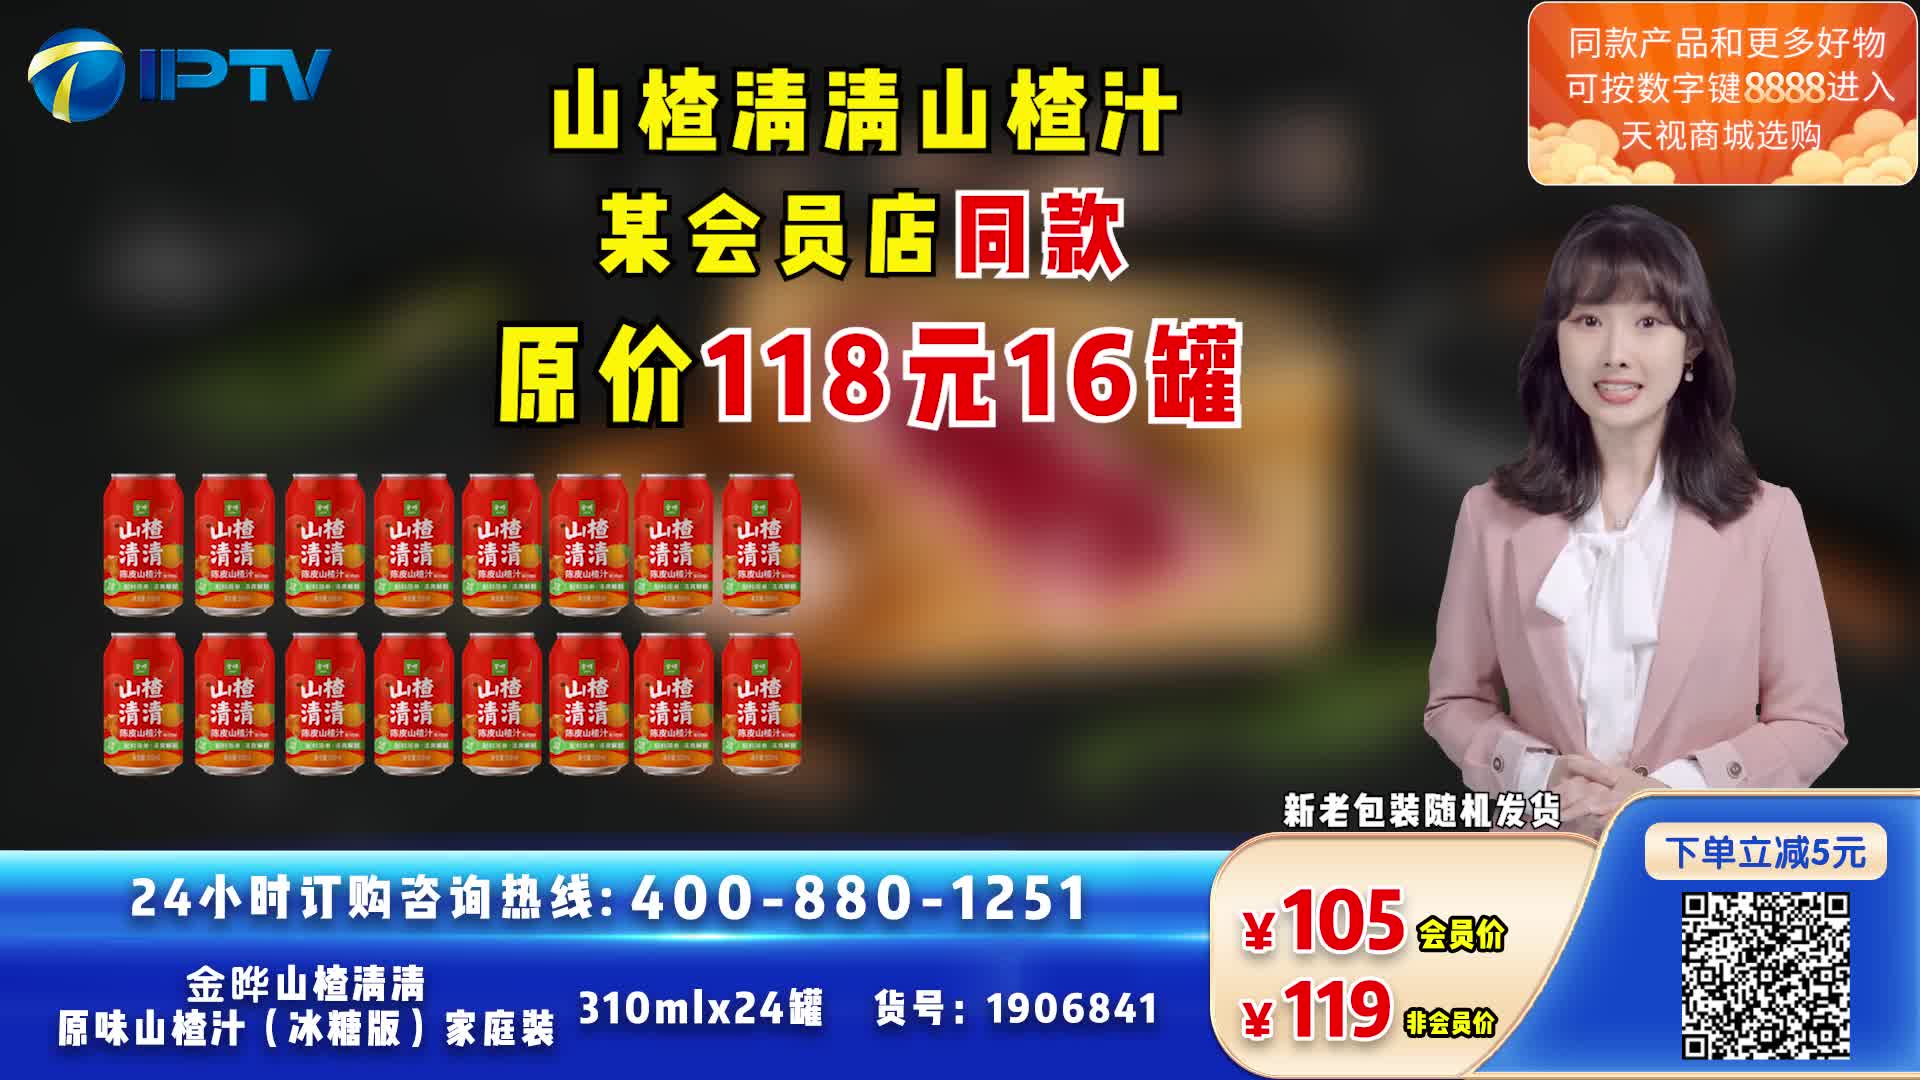 IPTV
山楂清清山楂汁
某会员店同款
原价118元16罐
同款产品和更多好物
可按数字键8888进入
天视商城选购
山楂
清清
陈皮山楂汁
新老包装随机发货
24小时订购咨询热线:400-880-1251
金晔山楂清清
原味山楂汁（冰糖版）家庭装
310mlx24罐
货号：1906841
¥105会员价
¥119非会员价
下单立减5元